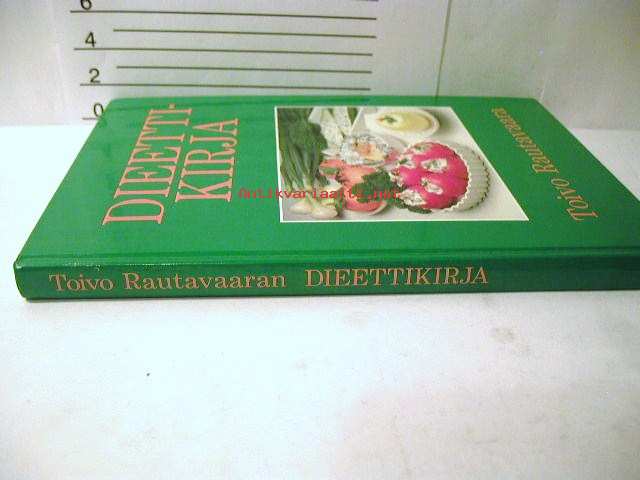 6
4
2
0
DIEETTI-
KIRJA
Toivo Rautavaara
Antikvariaatti.net
Toivo Rautavaaran DIEETTIKIRJA